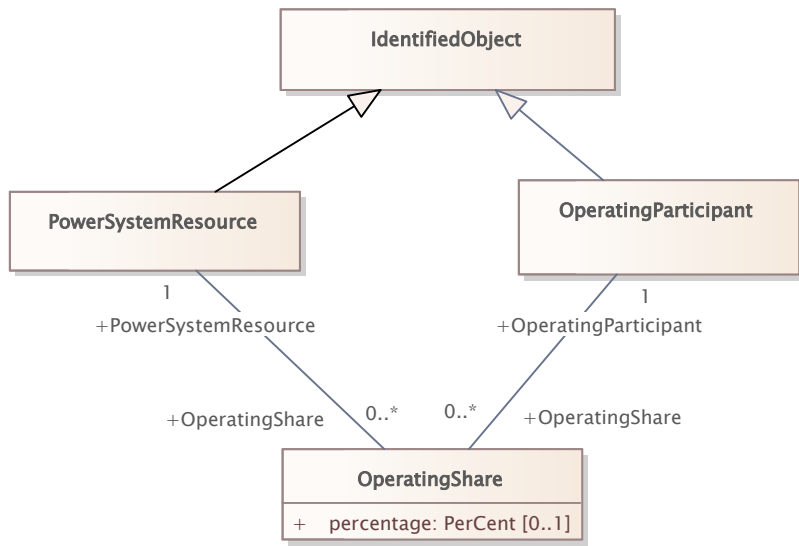 IdentifiedObject
PowerSystemResource
OperatingParticipant
1
1
+PowerSystemResource
+OperatingParticipant
+OperatingShare
0..*
0..*
+OperatingShare
OperatingShare
+ percentage: PerCent [0..1]